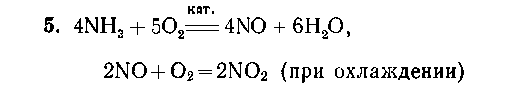 кат.
5. 4NH₃ + 5O₂ = 4NO + 6H₂O,
2NO + O₂ = 2NO₂ (при охлаждении)